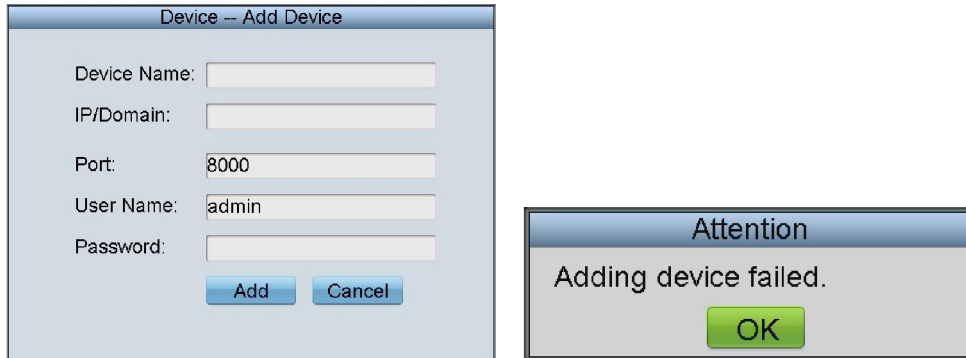 Device -- Add Device
Device Name:
IP/Domain:
Port: 8000
User Name: admin
Password:
Add Cancel
Attention
Adding device failed.
OK